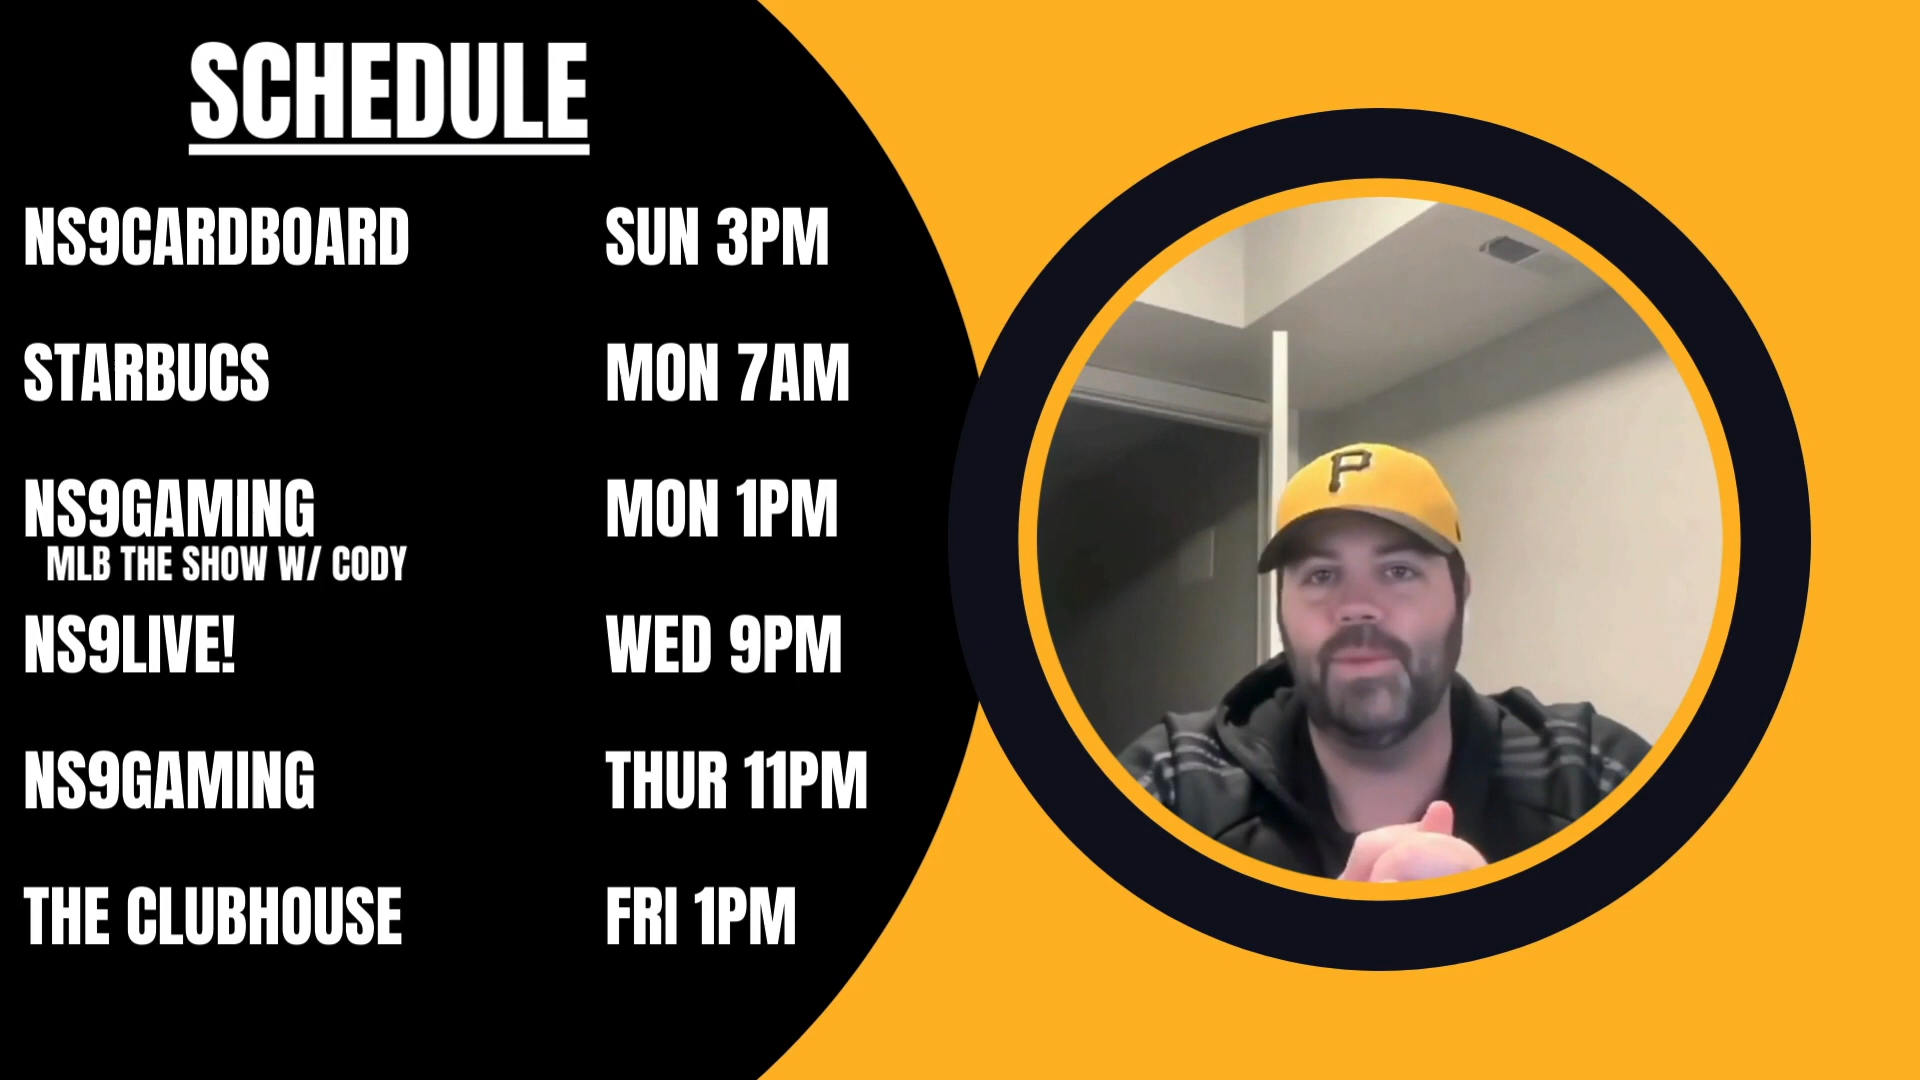 SCHEDULE
NS9CARDBOARD SUN 3PM
STARBUCS MON 7AM
NS9GAMING MON 1PM
MLB THE SHOW W/ CODY
NS9LIVE! WED 9PM
NS9GAMING THUR 11PM
THE CLUBHOUSE FRI 1PM
P